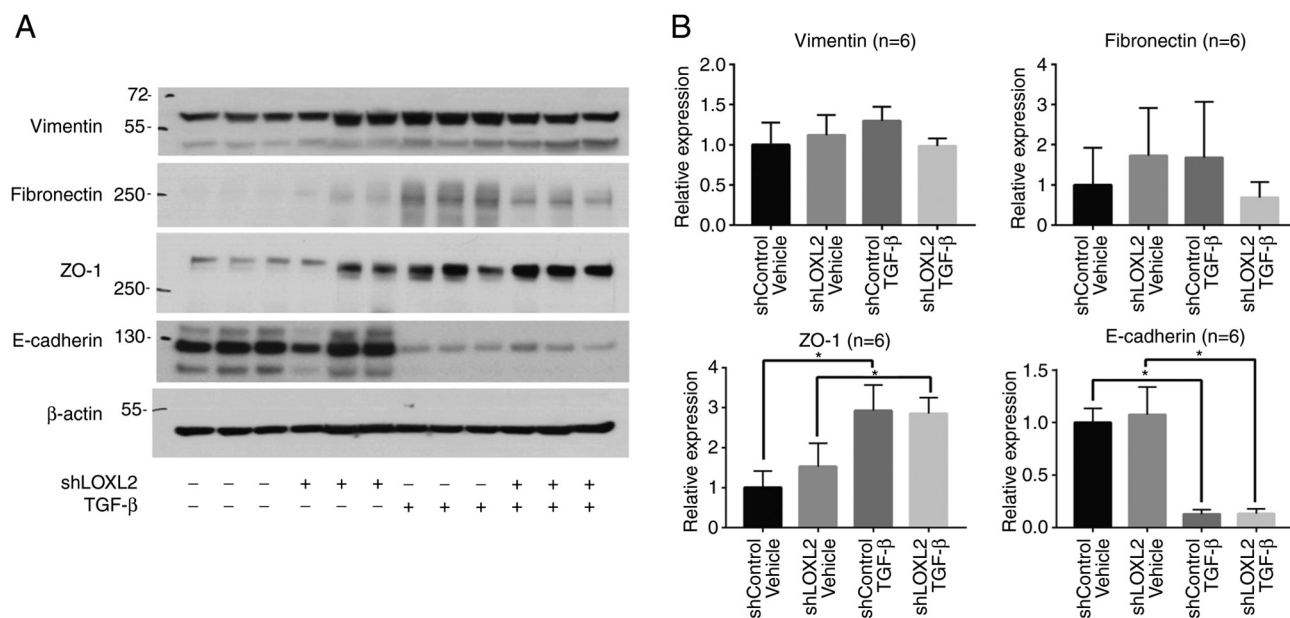 A
72-
Vimentin
55-
Fibronectin
250-
ZO-1
250-
E-cadherin
130-
β-actin
55-
shLOXL2 – – – + + + – – – + + +
TGF-β – – – – – – + + + + + +
B
Vimentin (n=6)
Relative expression
2.0
1.5
1.0
0.5
0.0
shControl Vehicle
shLOXL2 Vehicle
shControl TGF-β
shLOXL2 TGF-β
Fibronectin (n=6)
Relative expression
4
3
2
1
0
shControl Vehicle
shLOXL2 Vehicle
shControl TGF-β
shLOXL2 TGF-β
ZO-1 (n=6)
*
*
Relative expression
4
3
2
1
0
shControl Vehicle
shLOXL2 Vehicle
shControl TGF-β
shLOXL2 TGF-β
E-cadherin (n=6)
*
*
Relative expression
1.5
1.0
0.5
0.0
shControl Vehicle
shLOXL2 Vehicle
shControl TGF-β
shLOXL2 TGF-β